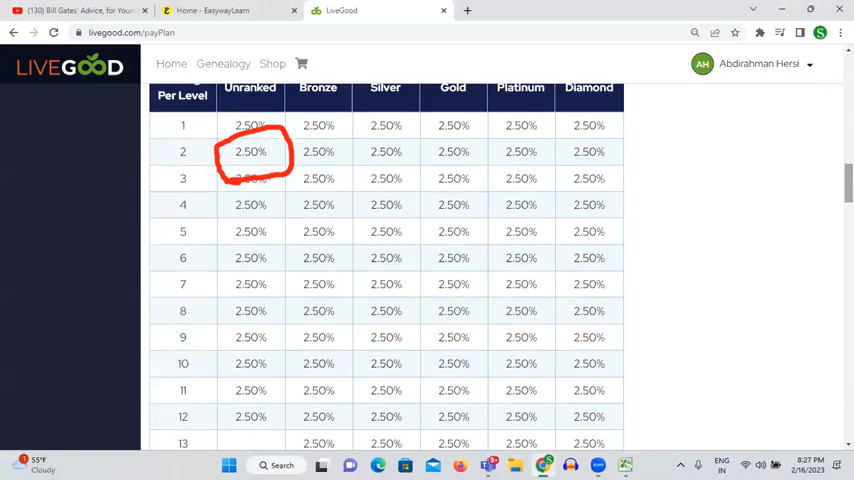 (130) Bill Gates' Advice, for Your
Home - EasywayLearn
LiveGood
livegood.com/payPlan
S
LIVEGOOD
Home Genealogy Shop
AH Abdirahman Hersi
Per Level Unranked Bronze Silver Gold Platinum Diamond
1 2.50% 2.50% 2.50% 2.50% 2.50% 2.50%
2 2.50% 2.50% 2.50% 2.50% 2.50% 2.50%
3 2.50% 2.50% 2.50% 2.50% 2.50% 2.50%
4 2.50% 2.50% 2.50% 2.50% 2.50% 2.50%
5 2.50% 2.50% 2.50% 2.50% 2.50% 2.50%
6 2.50% 2.50% 2.50% 2.50% 2.50% 2.50%
7 2.50% 2.50% 2.50% 2.50% 2.50% 2.50%
8 2.50% 2.50% 2.50% 2.50% 2.50% 2.50%
9 2.50% 2.50% 2.50% 2.50% 2.50% 2.50%
10 2.50% 2.50% 2.50% 2.50% 2.50% 2.50%
11 2.50% 2.50% 2.50% 2.50% 2.50% 2.50%
12 2.50% 2.50% 2.50% 2.50% 2.50% 2.50%
13 2.50% 2.50% 2.50% 2.50% 2.50%
1
55°F
Cloudy
Search
9+
ENG
IN
8:27 PM
2/16/2023